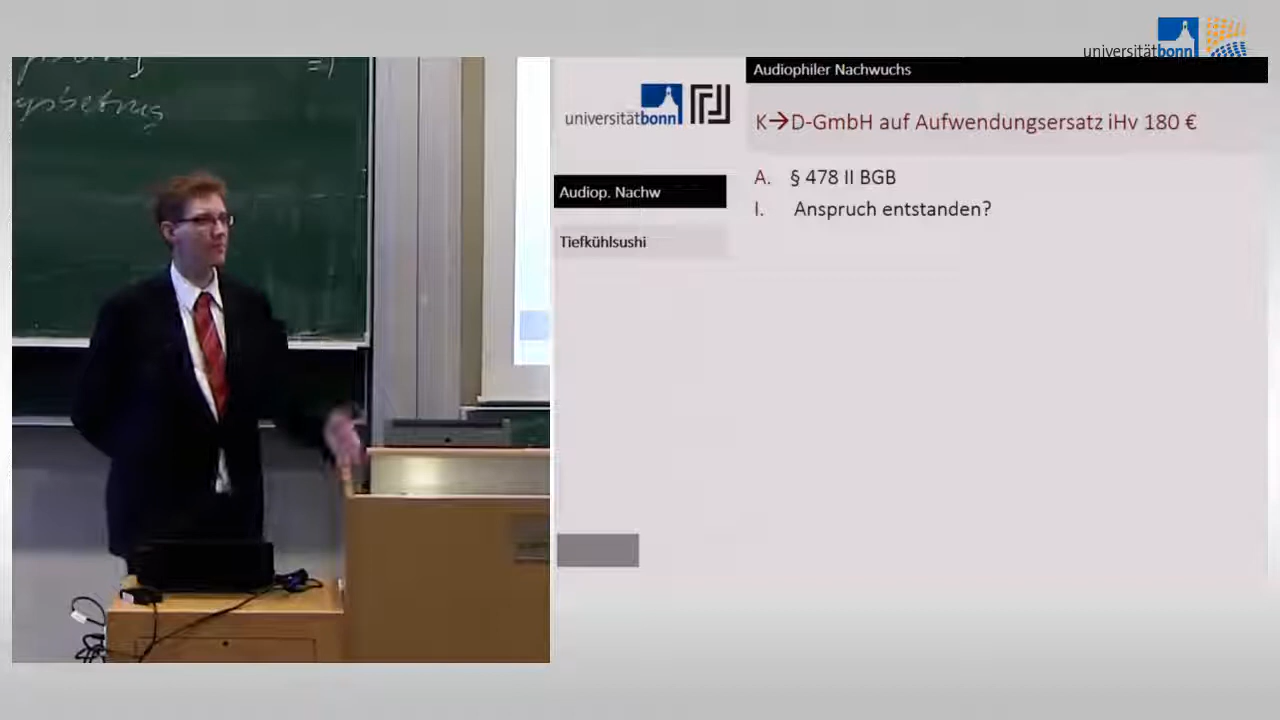 universitätbonn
Audiophiler Nachwuchs
universitätbonn
K→D-GmbH auf Aufwendungsersatz iHv 180 €
Audiop. Nachw
A. § 478 II BGB
I. Anspruch entstanden?
Tiefkühlsushi